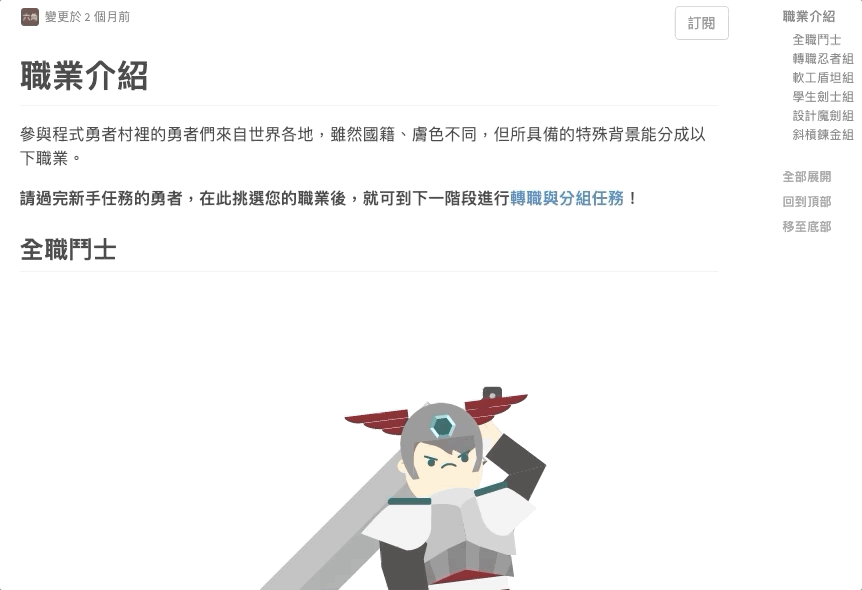 六角 變更於 2 個月前
訂閱
職業介紹
參與程式勇者村裡的勇者們來自世界各地，雖然國籍、膚色不同，但所具備的特殊背景能分成以
下職業。
請過完新手任務的勇者，在此挑選您的職業後，就可到下一階段進行轉職與分組任務！
全職鬥士
職業介紹
全職鬥士
轉職忍者組
軟工盾坦組
學生劍士組
設計魔劍組
斜槓鍊金組
全部展開
回到頂部
移至底部